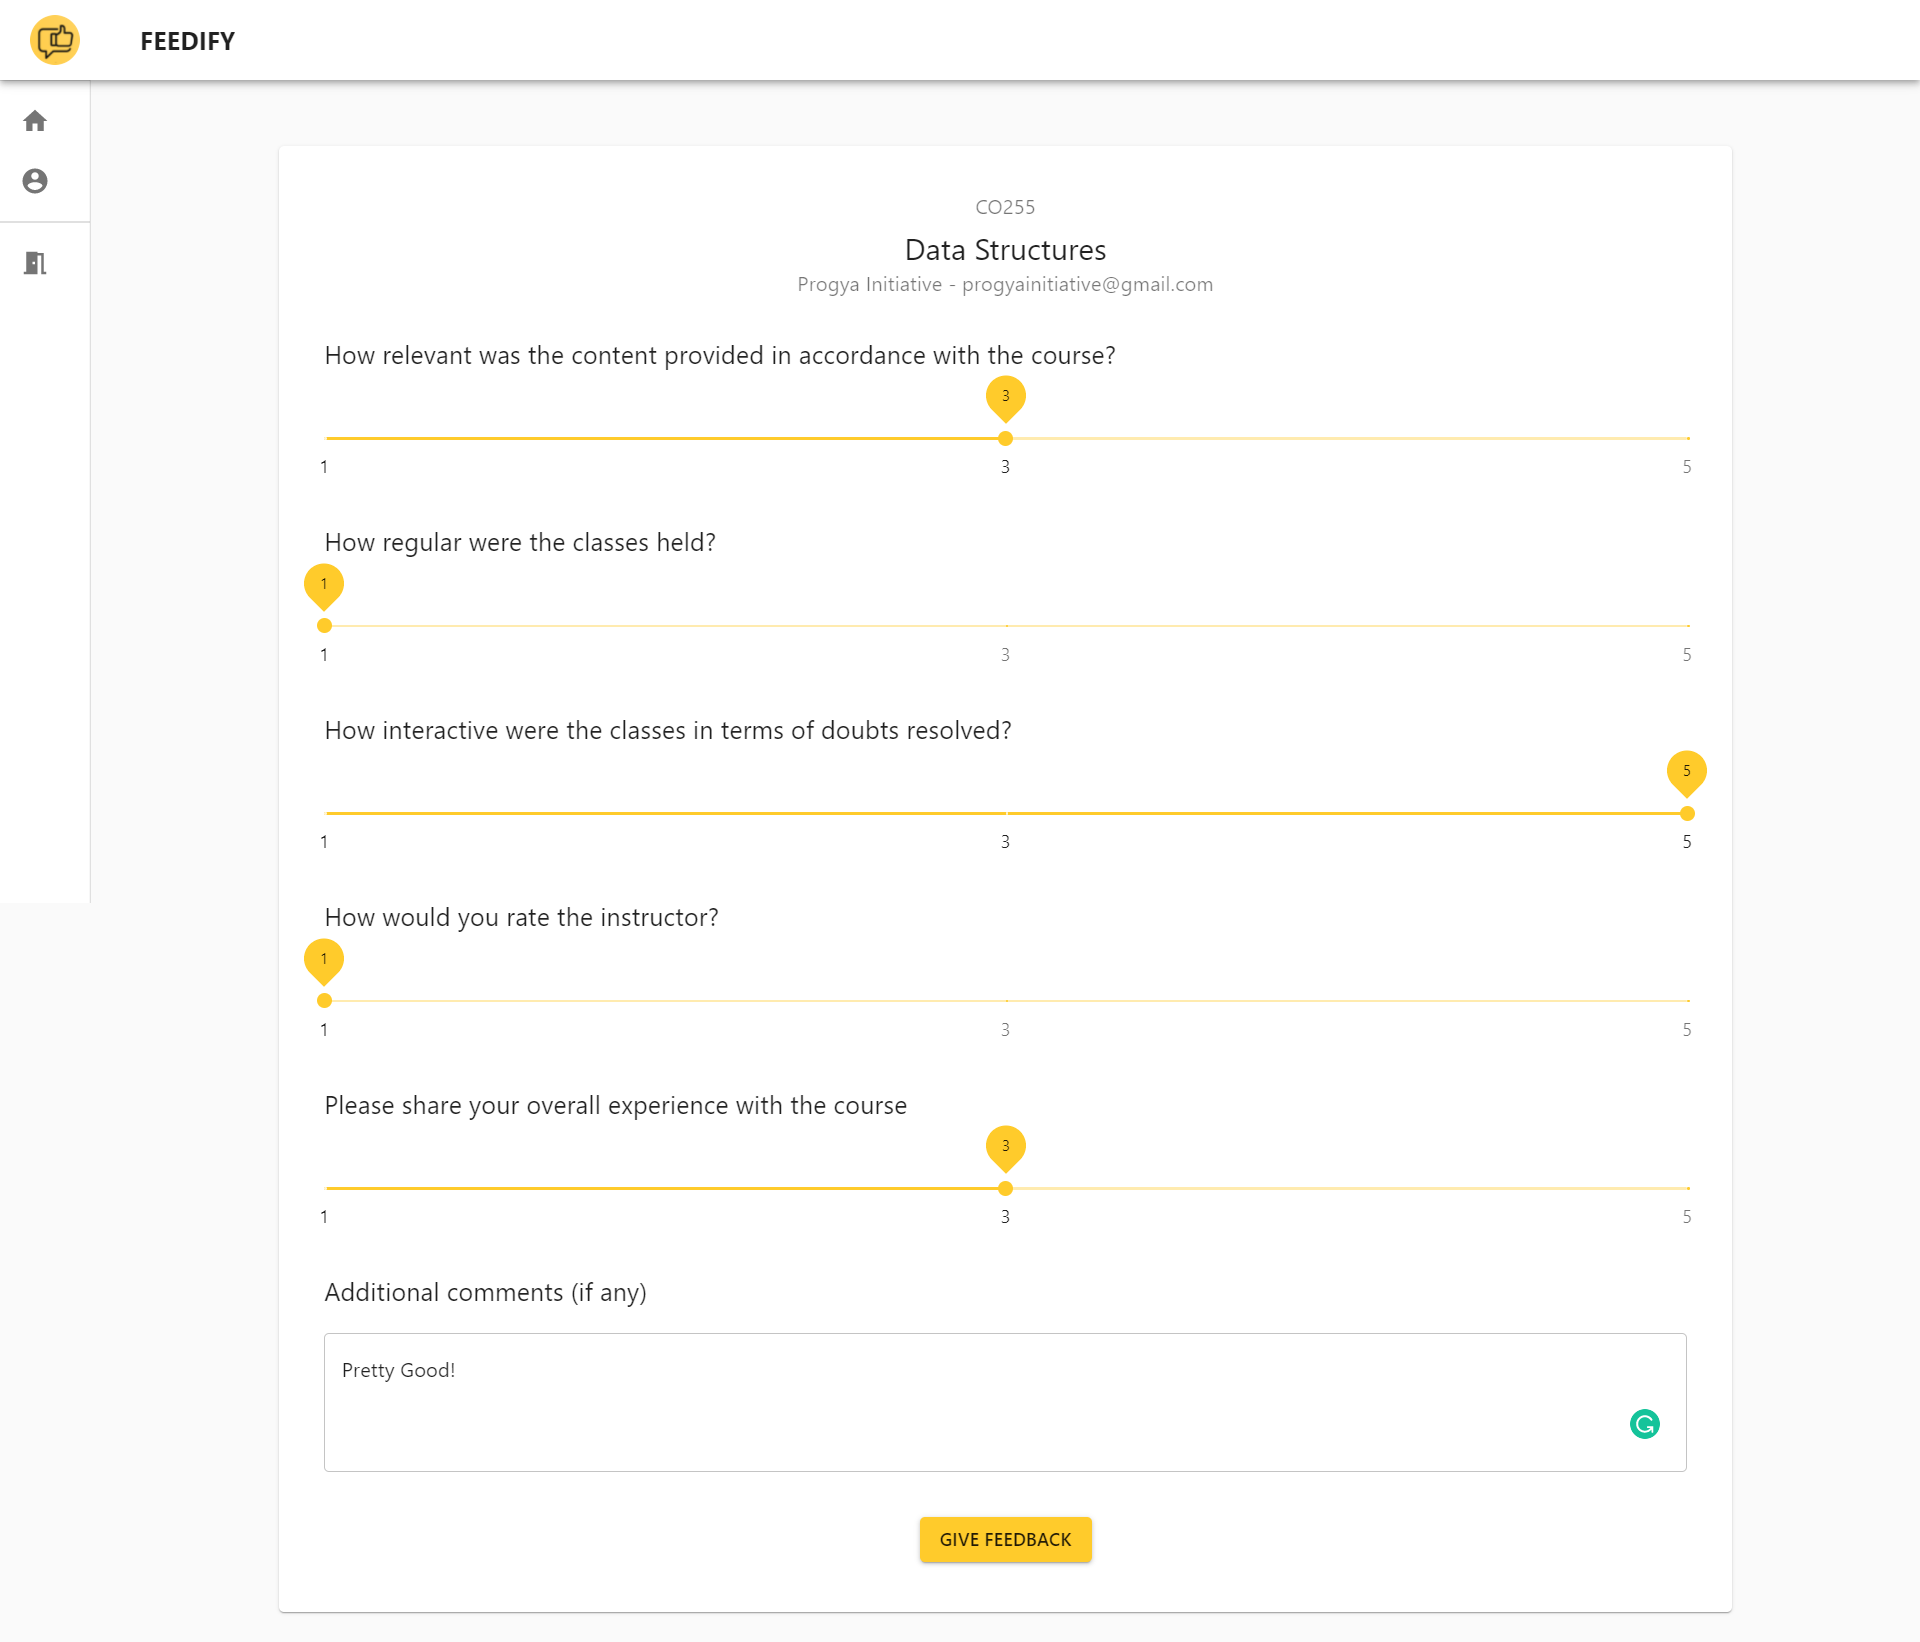 FEEDIFY
CO255
Data Structures
Progya Initiative - progyainitiative@gmail.com
How relevant was the content provided in accordance with the course?
3
1 3 5
How regular were the classes held?
1
1 3 5
How interactive were the classes in terms of doubts resolved?
5
1 3 5
How would you rate the instructor?
1
1 3 5
Please share your overall experience with the course
3
1 3 5
Additional comments (if any)
Pretty Good!
GIVE FEEDBACK